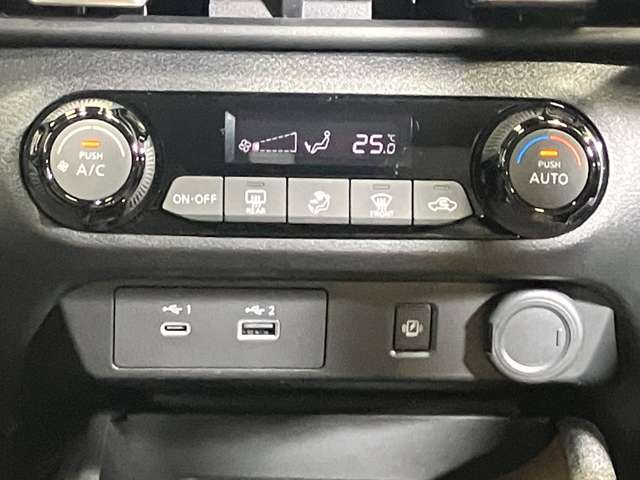 PUSH
A/C
25.0
°C
PUSH
AUTO
ON·OFF
REAR
FRONT
1
2